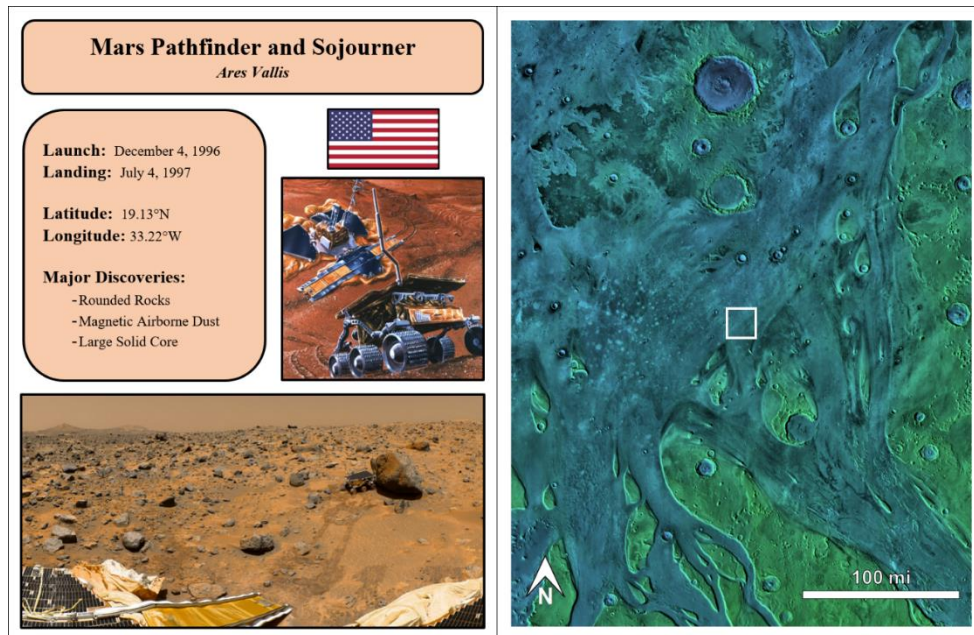 Mars Pathfinder and Sojourner
Ares Vallis
Launch: December 4, 1996
Landing: July 4, 1997
Latitude: 19.13°N
Longitude: 33.22°W
Major Discoveries:
-Rounded Rocks
-Magnetic Airborne Dust
-Large Solid Core
N
100 mi